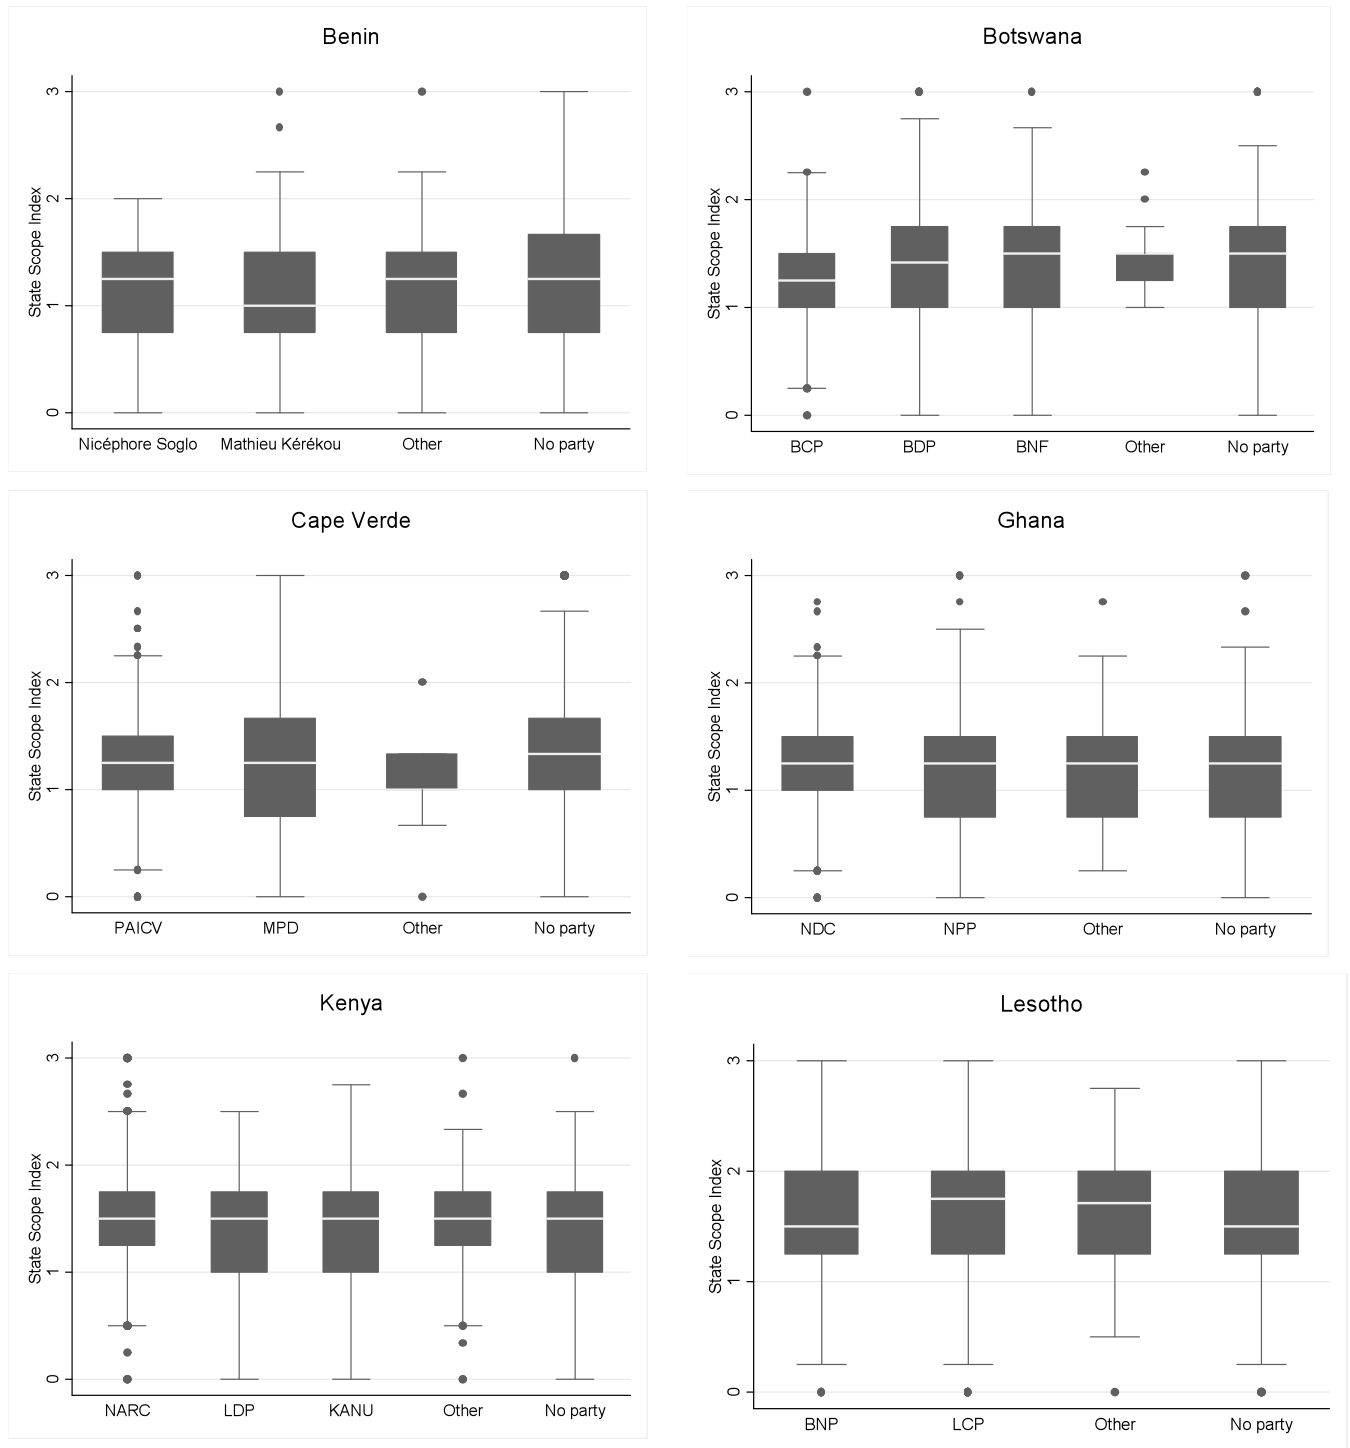 Benin
State Scope Index
3
2
1
0
Nicéphore Soglo Mathieu Kérékou Other No party
Botswana
State Scope Index
3
2
1
0
BCP BDP BNF Other No party
Cape Verde
State Scope Index
3
2
1
0
PAICV MPD Other No party
Ghana
State Scope Index
3
2
1
0
NDC NPP Other No party
Kenya
State Scope Index
3
2
1
0
NARC LDP KANU Other No party
Lesotho
State Scope Index
3
2
1
0
BNP LCP Other No party